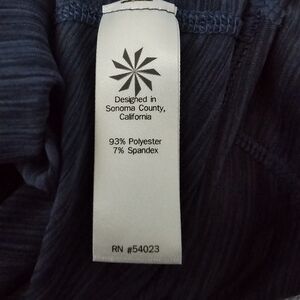 Designed in
Sonoma County,
California
93% Polyester
7% Spandex
RN #54023